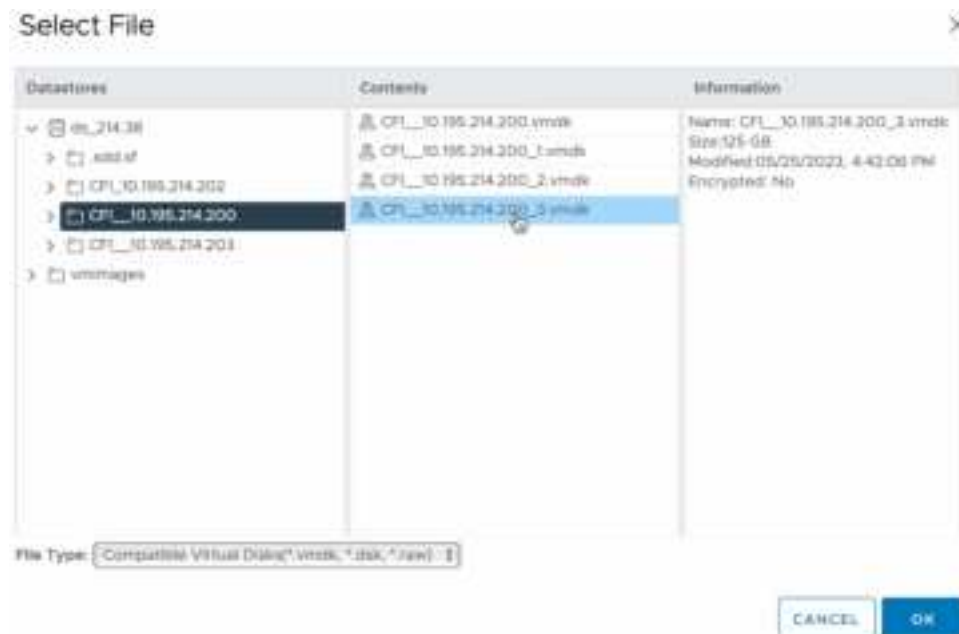 Select File
Datastores
Contents
Information
ds_214.38
.sdd.sf
CFI_10.195.214.202
CFI__10.195.214.200
CFI__10.195.214.203
vmimages
CFI__10.195.214.200.vmdk
CFI__10.195.214.200_1.vmdk
CFI__10.195.214.200_2.vmdk
CFI__10.195.214.200_3.vmdk
Name: CFI__10.195.214.200_3.vmdk
Size:125 GB
Modified:05/25/2023, 4:42:06 PM
Encrypted: No
File Type: Compatible Virtual Disks(*.vmdk, *.dsk, *.raw)
CANCEL
OK